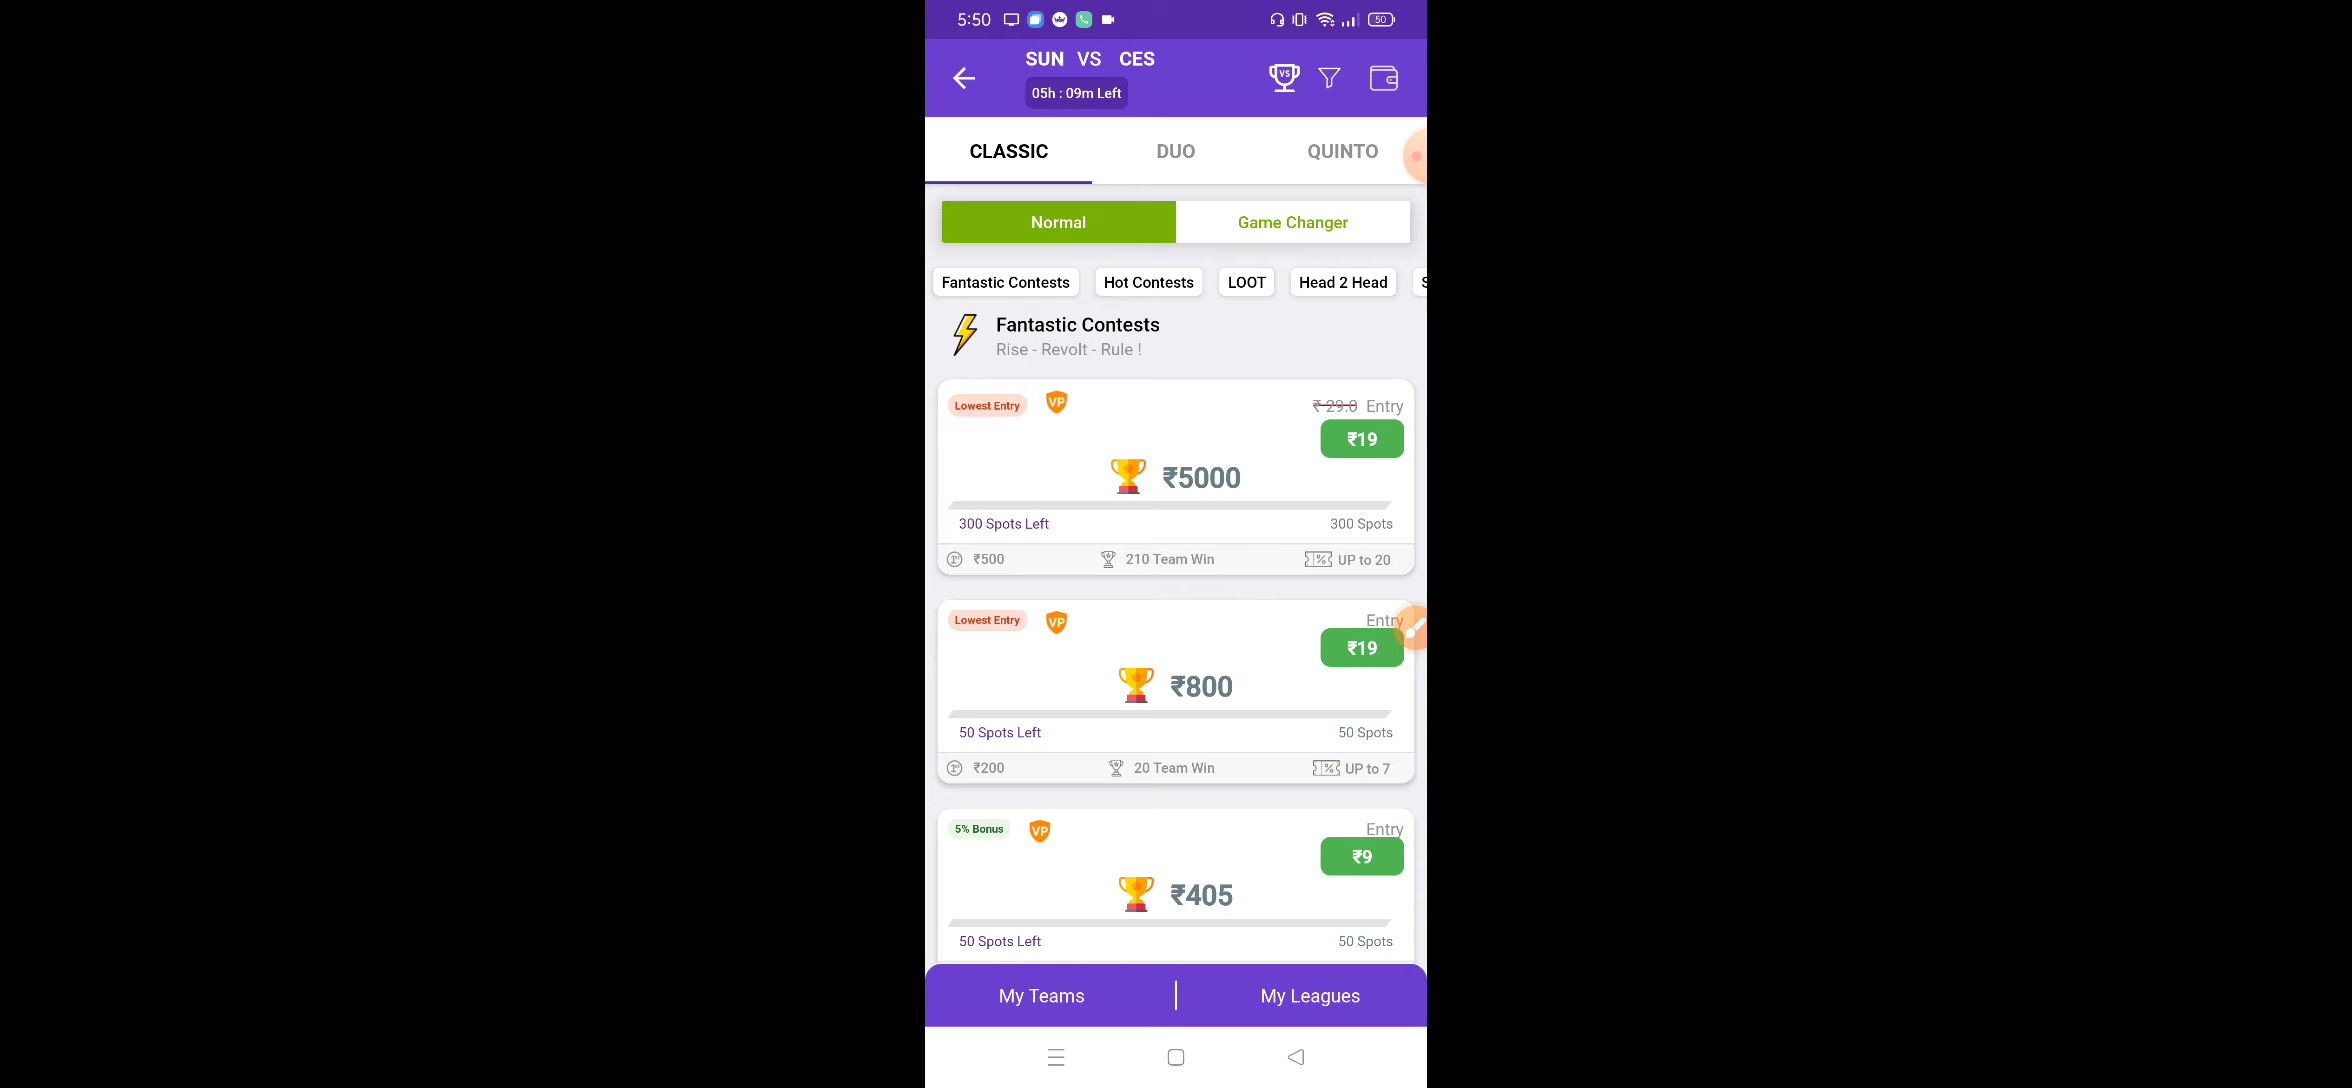 5:50
50
SUN VS CES
05h : 09m Left
VS
CLASSIC DUO QUINTO
Normal Game Changer
Fantastic Contests Hot Contests LOOT Head 2 Head S
Fantastic Contests
Rise - Revolt - Rule !
Lowest Entry VP ₹ 29.0 Entry
₹19
₹5000
300 Spots Left 300 Spots
1st ₹500 210 Team Win % UP to 20
Lowest Entry VP Entry
₹19
₹800
50 Spots Left 50 Spots
1st ₹200 20 Team Win % UP to 7
5% Bonus VP Entry
₹9
₹405
50 Spots Left 50 Spots
My Teams My Leagues